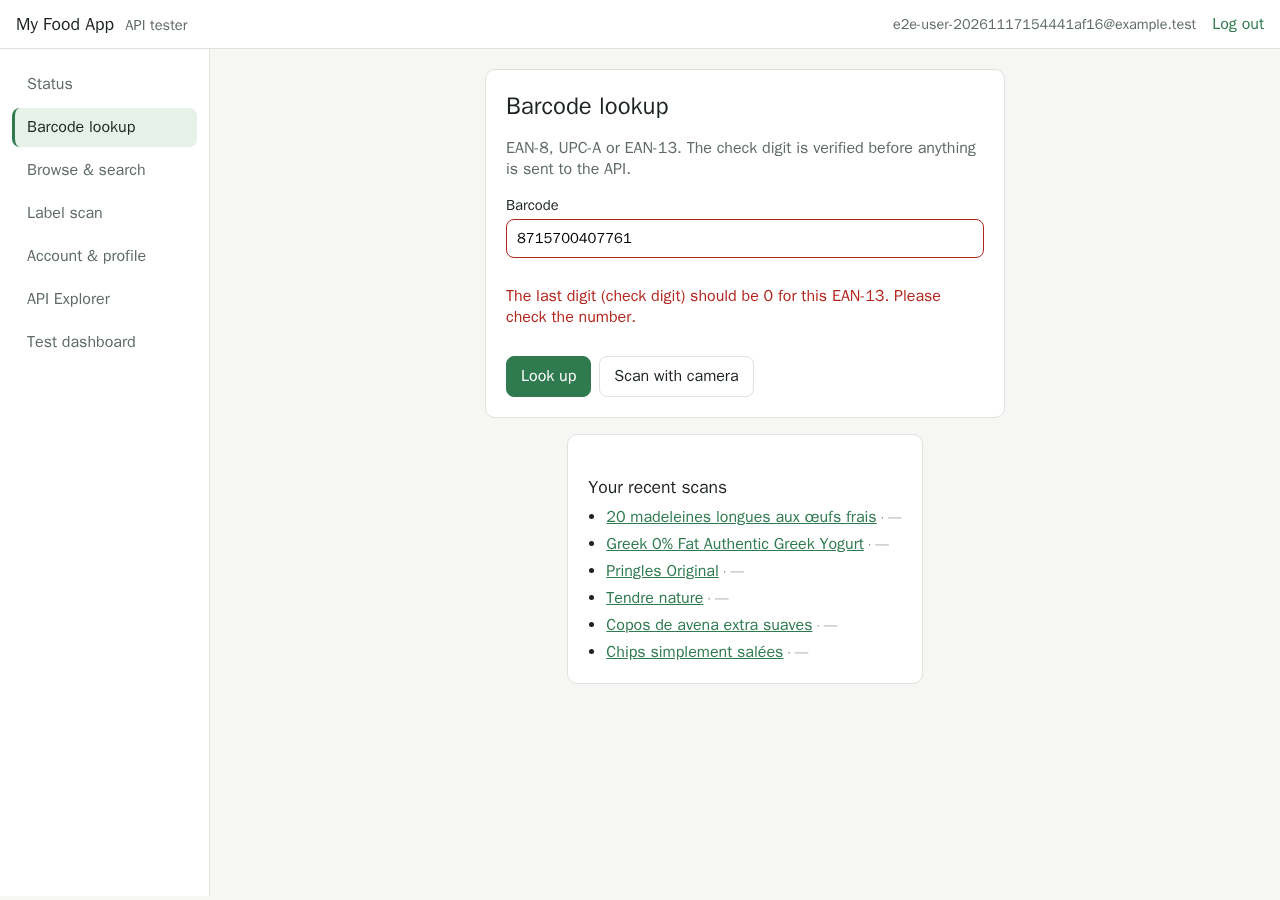 My Food App API tester
e2e-user-20261117154441af16@example.test Log out
Status
Barcode lookup
Browse & search
Label scan
Account & profile
API Explorer
Test dashboard
Barcode lookup
EAN-8, UPC-A or EAN-13. The check digit is verified before anything
is sent to the API.
Barcode
8715700407761
The last digit (check digit) should be 0 for this EAN-13. Please
check the number.
Look up Scan with camera
Your recent scans
• 20 madeleines longues aux œufs frais · —
• Greek 0% Fat Authentic Greek Yogurt · —
• Pringles Original · —
• Tendre nature · —
• Copos de avena extra suaves · —
• Chips simplement salées · —